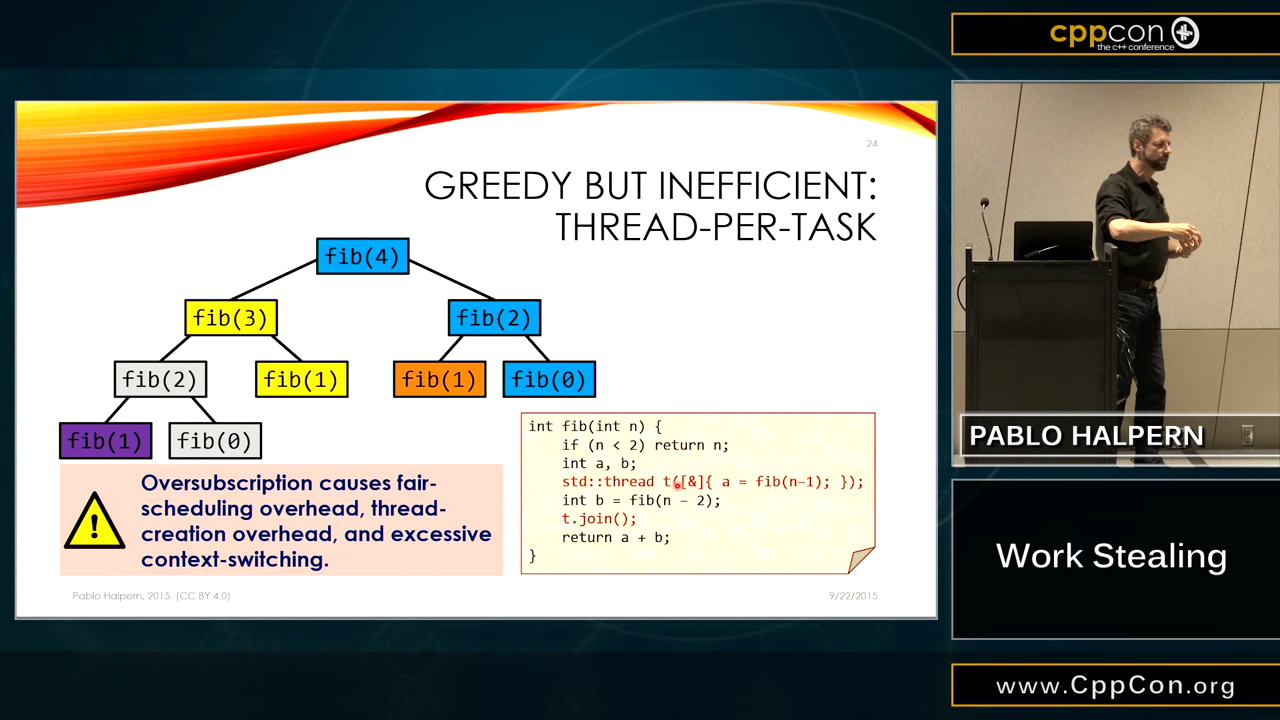 cppcon
the c++ conference
24
GREEDY BUT INEFFICIENT:
THREAD-PER-TASK
fib(4)
fib(3)
fib(2)
fib(2)
fib(1)
fib(1)
fib(0)
fib(1)
fib(0)
int fib(int n) {
if (n < 2) return n;
int a, b;
std::thread t([&]{ a = fib(n-1); });
int b = fib(n - 2);
t.join();
return a + b;
}
!
Oversubscription causes fair-
scheduling overhead, thread-
creation overhead, and excessive
context-switching.
Pablo Halpern, 2015 (CC BY 4.0)
9/22/2015
PABLO HALPERN
Work Stealing
www.CppCon.org